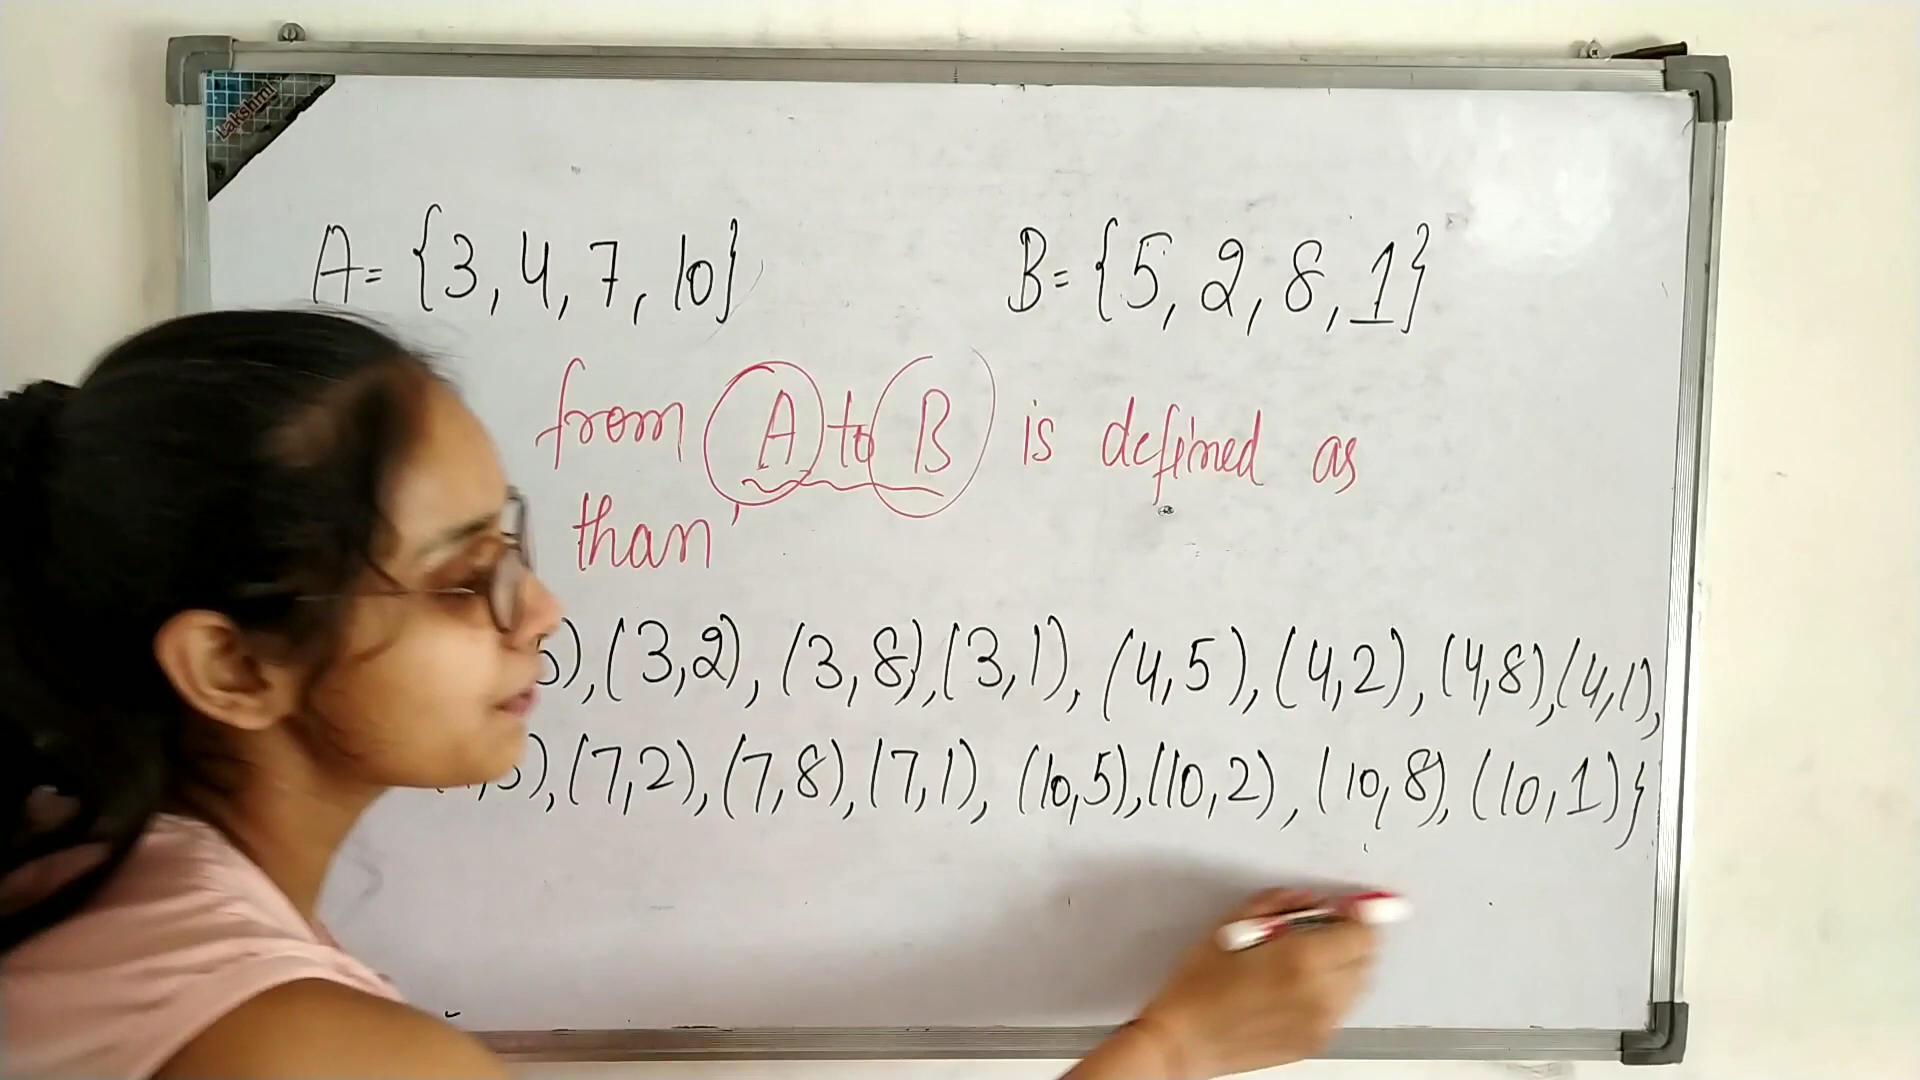 Lakshmi
A = {3, 4, 7, 10} B = {5, 2, 8, 1}
from A to B is defined as
than'
5), (3,2), (3,8), (3,1), (4,5), (4,2), (4,8), (4,1),
5), (7,2), (7,8), (7,1), (10,5), (10,2), (10,8), (10,1)}